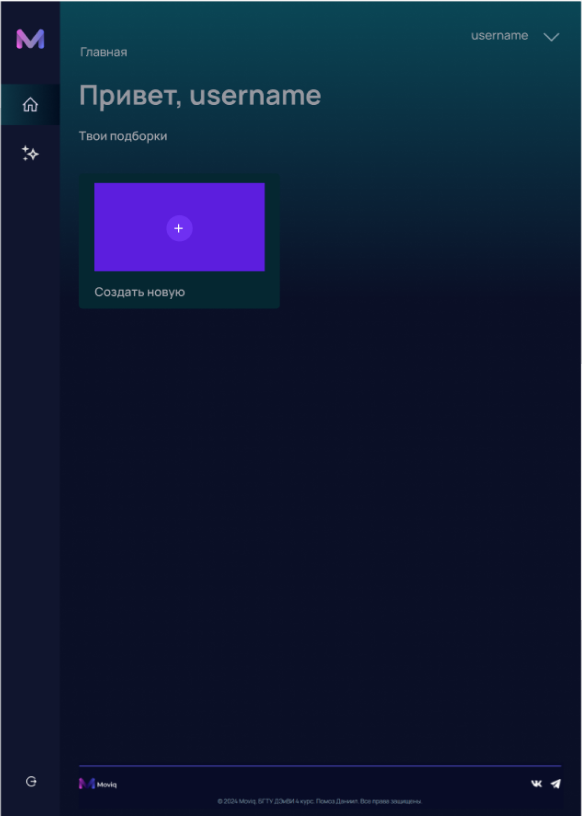 username
Главная
Привет, username
Твои подборки
Создать новую
Moviq
© 2024 Moviq, БГТУ ДЭиВИ 4 курс. Все права защищены.